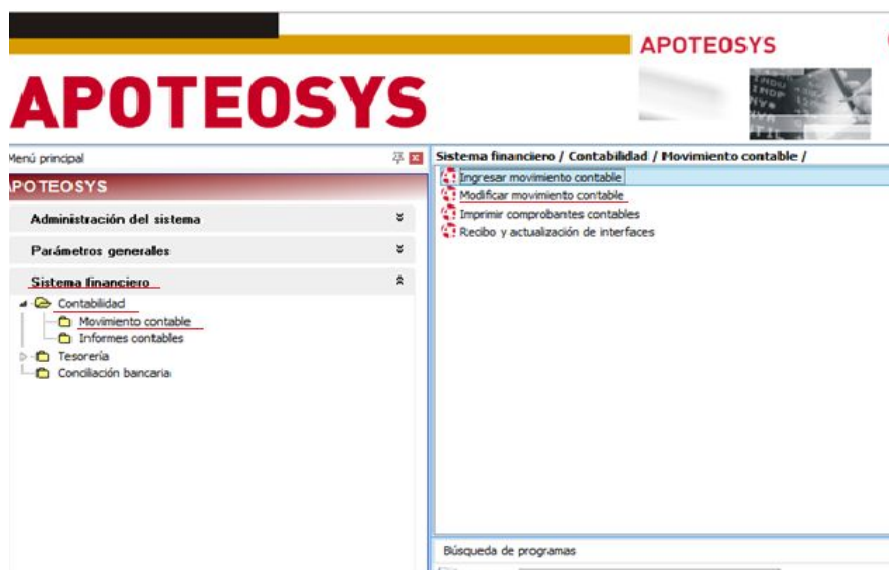 APOTEOSYS
APOTEOSYS
Menú principal
APOTEOSYS
Administración del sistema
Parámetros generales
Sistema financiero
Contabilidad
Movimiento contable
Informes contables
Tesorería
Conciliación bancaria
Sistema financiero / Contabilidad / Movimiento contable /
Ingresar movimiento contable
Modificar movimiento contable
Imprimir comprobantes contables
Recibo y actualización de interfaces
Búsqueda de programas